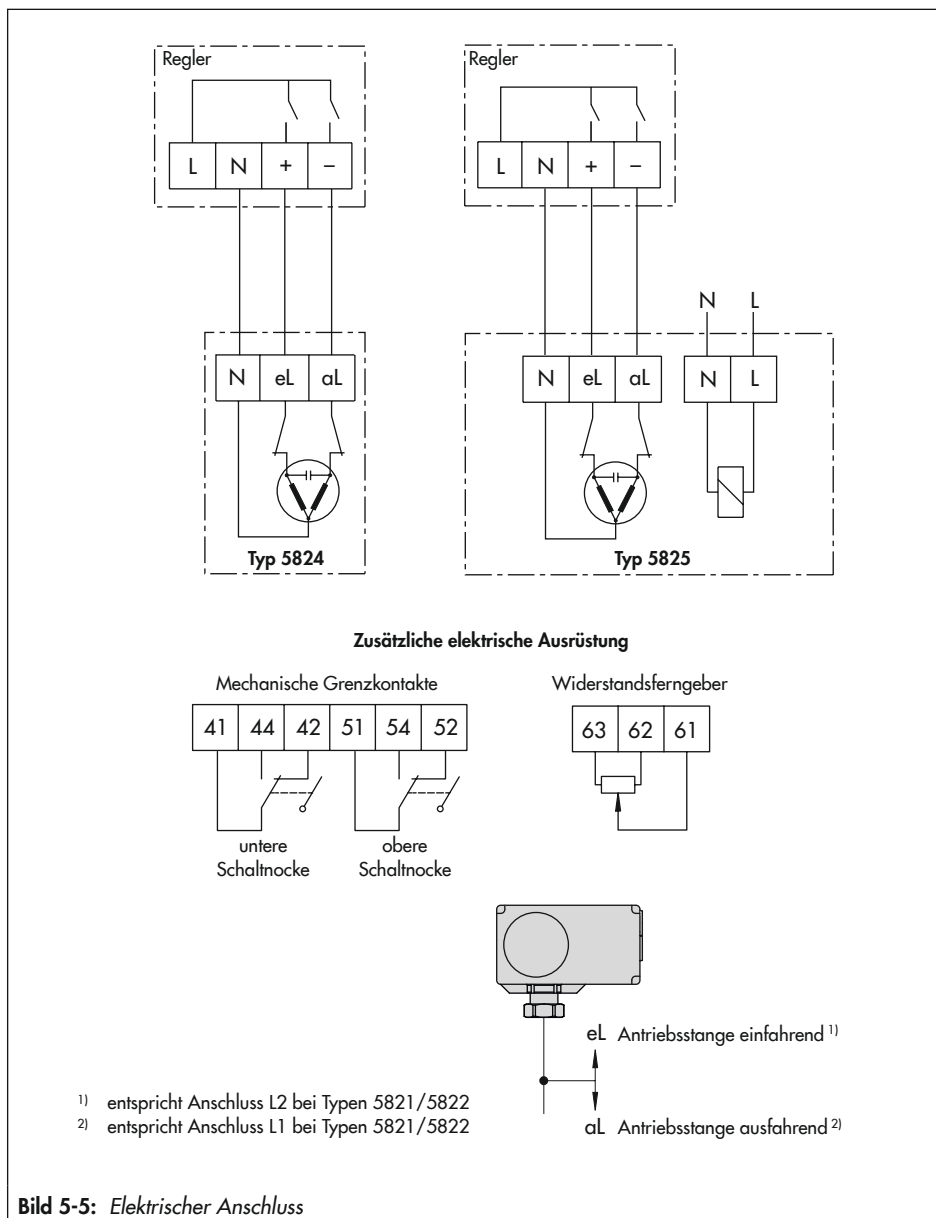 Regler
L N + –
N eL aL
Typ 5824
Regler
L N + –
N L
N eL aL N L
Typ 5825
Zusätzliche elektrische Ausrüstung
Mechanische Grenzkontakte
41 44 42 51 54 52
untere
Schaltnocke
obere
Schaltnocke
Widerstandsferngeber
63 62 61
eL Antriebsstange einfahrend 1)
aL Antriebsstange ausfahrend 2)
1) entspricht Anschluss L2 bei Typen 5821/5822
2) entspricht Anschluss L1 bei Typen 5821/5822
Bild 5-5: Elektrischer Anschluss